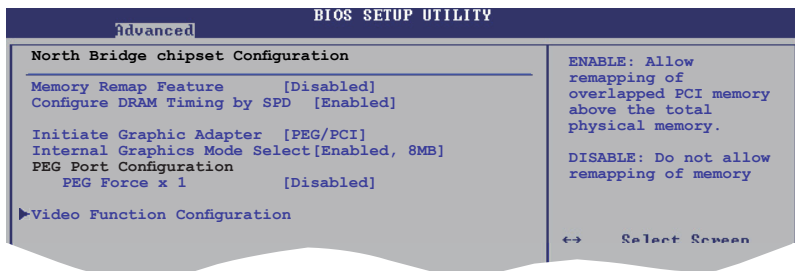 BIOS SETUP UTILITY
Advanced
North Bridge chipset Configuration
Memory Remap Feature [Disabled]
Configure DRAM Timing by SPD [Enabled]
Initiate Graphic Adapter [PEG/PCI]
Internal Graphics Mode Select[Enabled, 8MB]
PEG Port Configuration
PEG Force x 1 [Disabled]
Video Function Configuration
ENABLE: Allow
remapping of
overlapped PCI memory
above the total
physical memory.
DISABLE: Do not allow
remapping of memory
←→ Select Screen